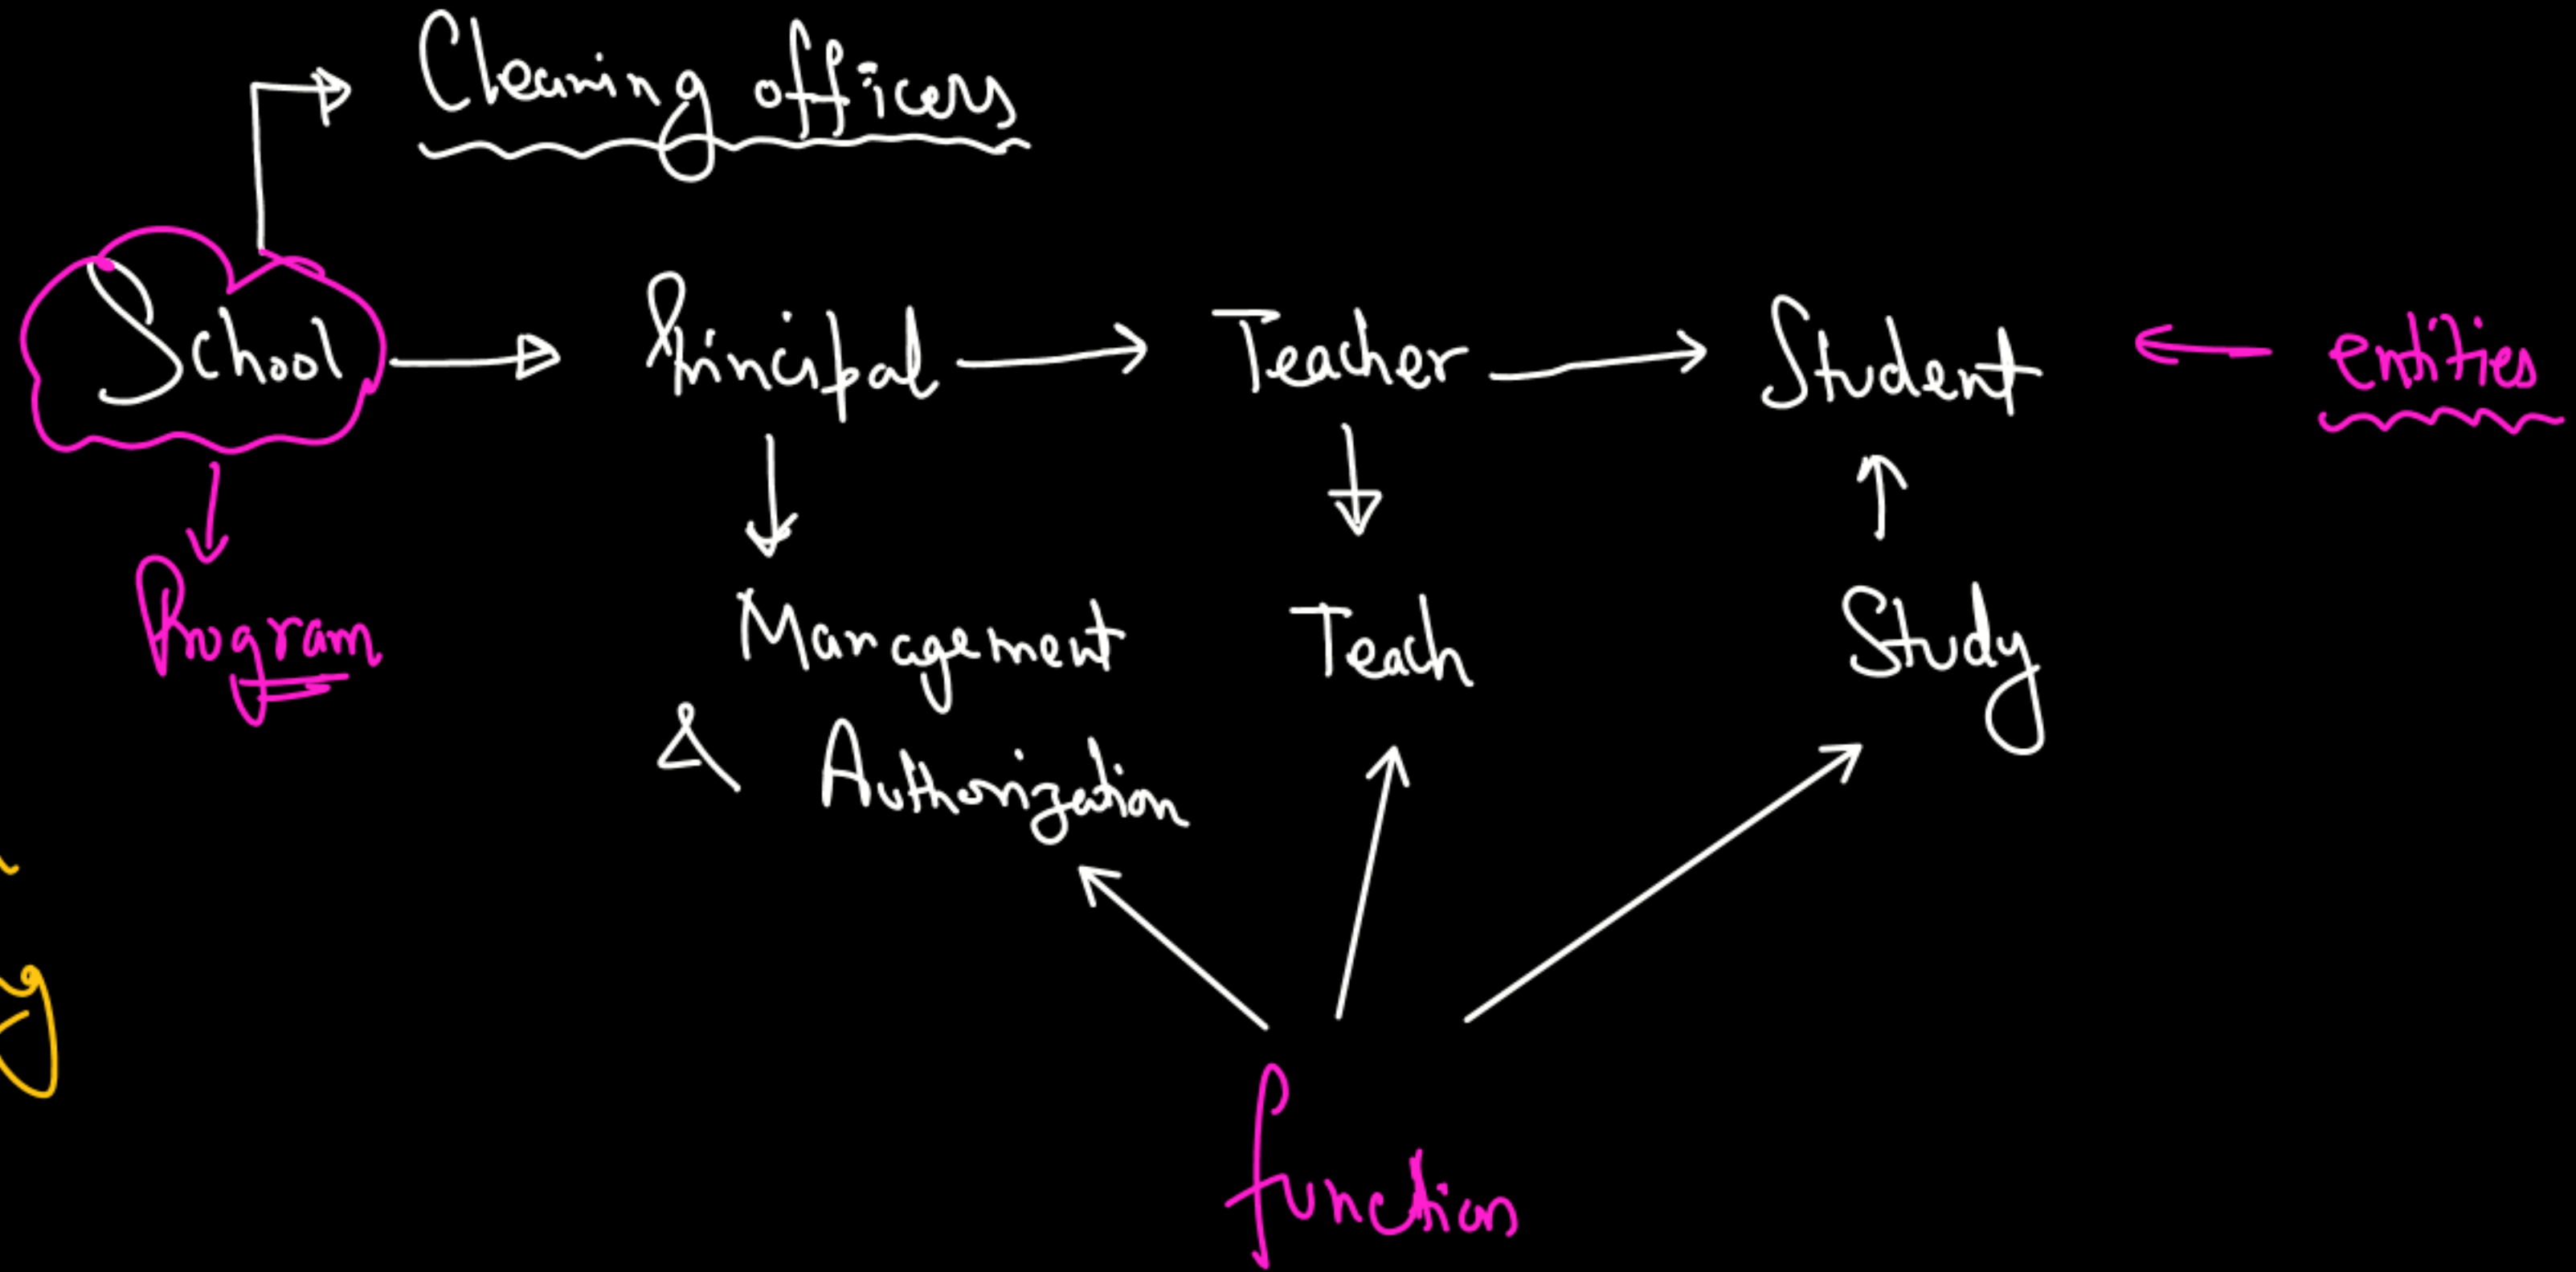 Cleaning officers
School Principal Teacher Student entities
Program Management Teach Study
& Authorization
function